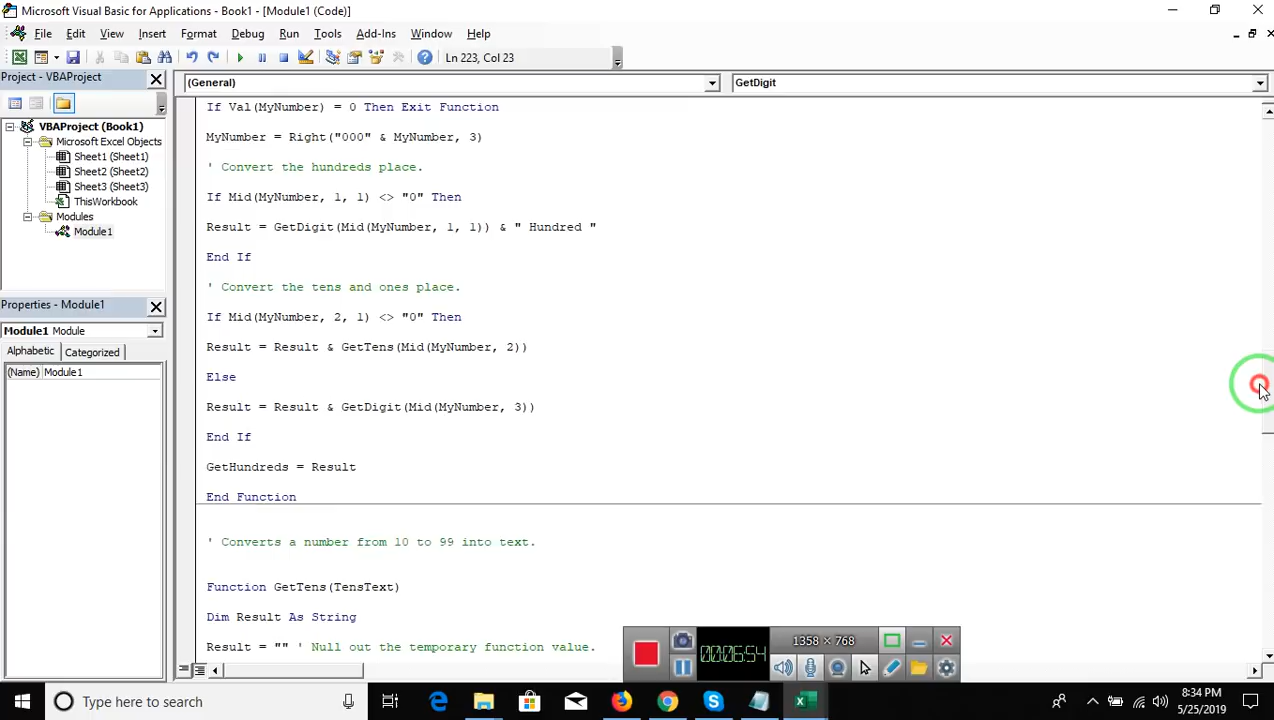 Microsoft Visual Basic for Applications - Book1 - [Module1 (Code)]
File Edit View Insert Format Debug Run Tools Add-Ins Window Help
Ln 223, Col 23
Project - VBAProject
(General)
GetDigit
VBAProject (Book1)
Microsoft Excel Objects
Sheet1 (Sheet1)
Sheet2 (Sheet2)
Sheet3 (Sheet3)
ThisWorkbook
Modules
Module1
Properties - Module1
Module1 Module
Alphabetic Categorized
(Name) Module1
If Val(MyNumber) = 0 Then Exit Function
MyNumber = Right("000" & MyNumber, 3)
' Convert the hundreds place.
If Mid(MyNumber, 1, 1) <> "0" Then
Result = GetDigit(Mid(MyNumber, 1, 1)) & " Hundred "
End If
' Convert the tens and ones place.
If Mid(MyNumber, 2, 1) <> "0" Then
Result = Result & GetTens(Mid(MyNumber, 2))
Else
Result = Result & GetDigit(Mid(MyNumber, 3))
End If
GetHundreds = Result
End Function
' Converts a number from 10 to 99 into text.
Function GetTens(TensText)
Dim Result As String
Result = "" ' Null out the temporary function value.
00:06:54
1358 × 768
Type here to search
8:34 PM
5/25/2019